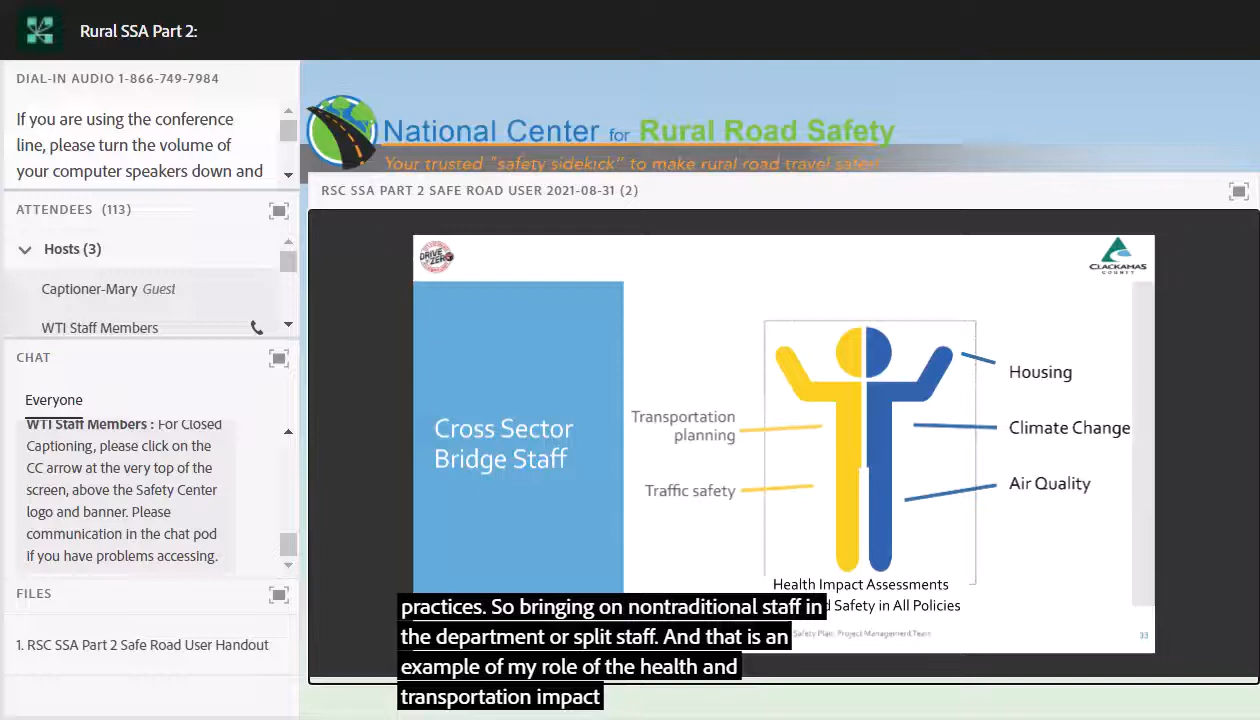 Rural SSA Part 2:
DIAL-IN AUDIO 1-866-749-7984
If you are using the conference
line, please turn the volume of
your computer speakers down and
ATTENDEES (113)
Hosts (3)
Captioner-Mary Guest
WTI Staff Members
CHAT
Everyone
WTI Staff Members : For Closed
Captioning, please click on the
CC arrow at the very top of the
screen, above the Safety Center
logo and banner. Please
communication in the chat pod
if you have problems accessing.
FILES
1. RSC SSA Part 2 Safe Road User Handout
National Center for Rural Road Safety
Your trusted "safety sidekick" to make rural road travel safer!
RSC SSA PART 2 SAFE ROAD USER 2021-08-31 (2)
DRIVE TO ZERO
CLACKAMAS
COUNTY
Cross Sector
Bridge Staff
Transportation
planning
Traffic safety
Housing
Climate Change
Air Quality
Health Impact Assessments
d Safety in All Policies
Safety Plan: Project Management Team
33
practices. So bringing on nontraditional staff in
the department or split staff. And that is an
example of my role of the health and
transportation impact